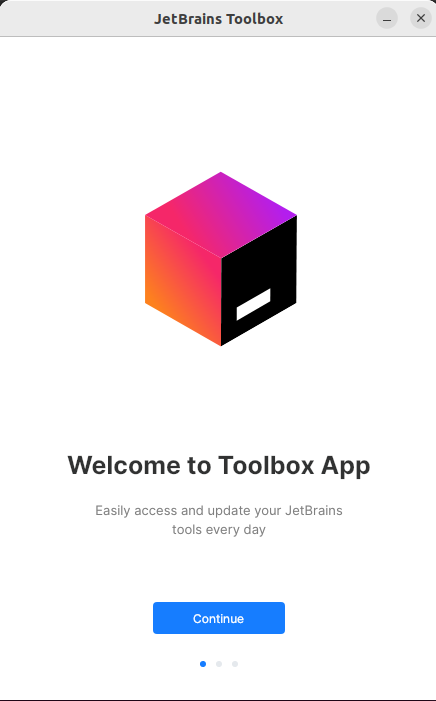 JetBrains Toolbox
Welcome to Toolbox App
Easily access and update your JetBrains
tools every day
Continue